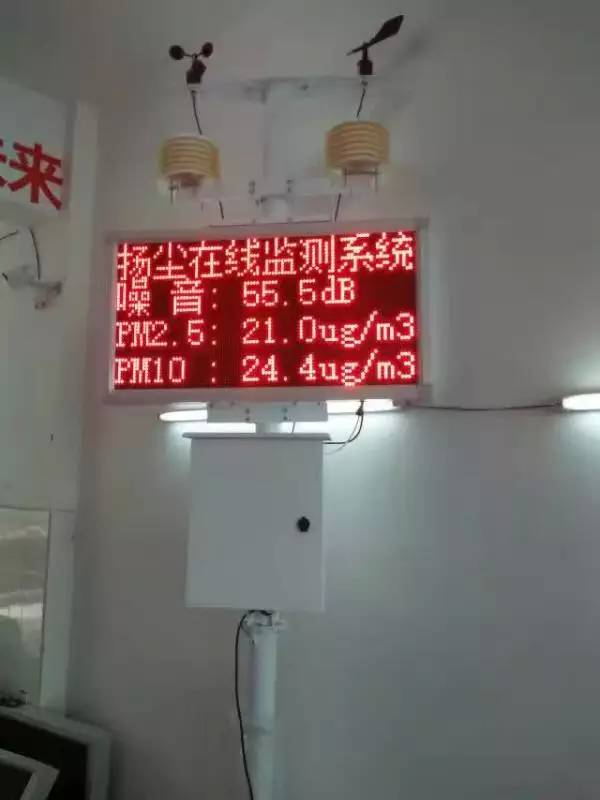 未来
扬尘在线监测系统
噪 音: 55.5dB
PM2.5: 21.0ug/m3
PM10 : 24.4ug/m3